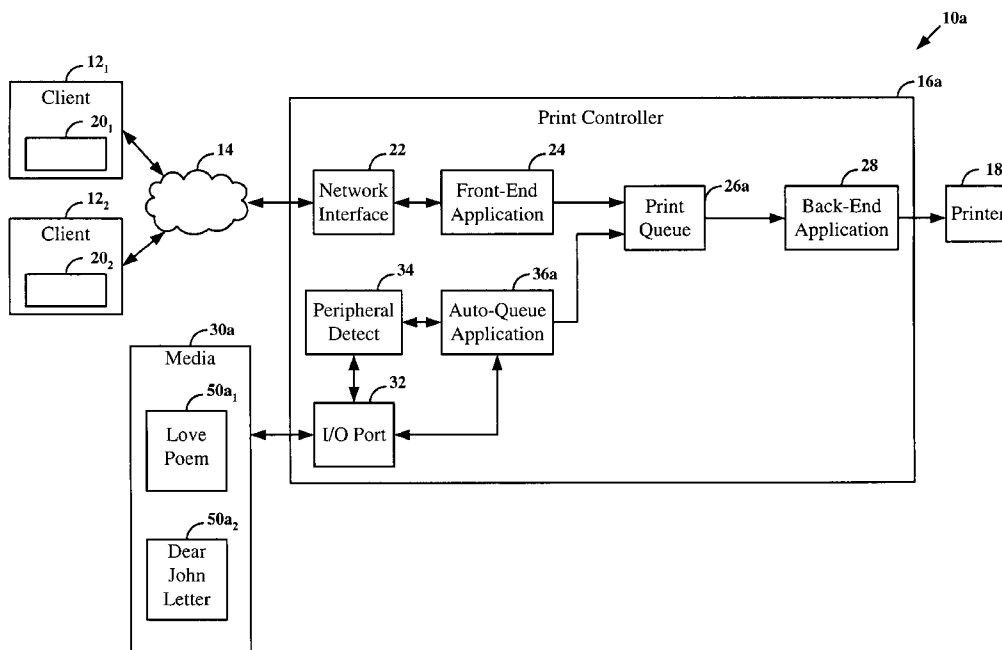 10a
12₁
Client
20₁
12₂
Client
20₂
14
16a
Print Controller
22
Network
Interface
24
Front-End
Application
26a
Print
Queue
28
Back-End
Application
18
Printer
34
Peripheral
Detect
36a
Auto-Queue
Application
32
I/O Port
30a
Media
50a₁
Love
Poem
50a₂
Dear
John
Letter